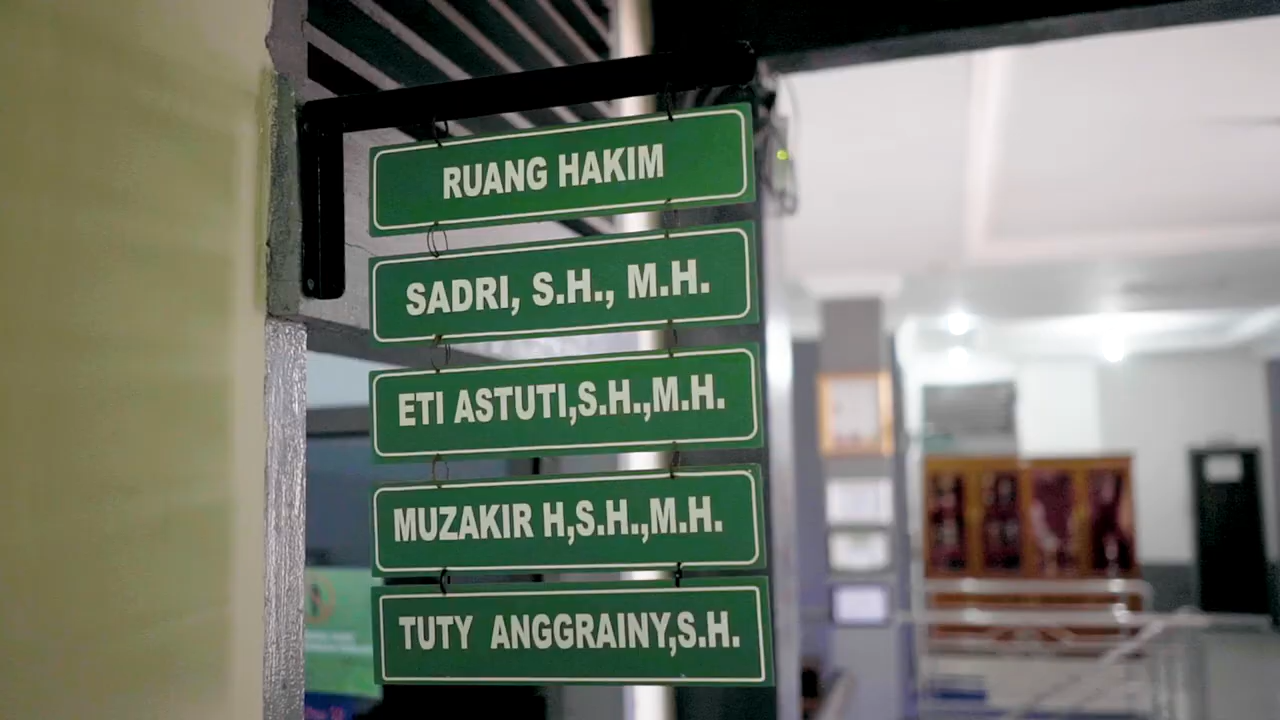 RUANG HAKIM
SADRI, S.H., M.H.
ETI ASTUTI,S.H.,M.H.
MUZAKIR H,S.H.,M.H.
TUTY ANGGRAINY,S.H.